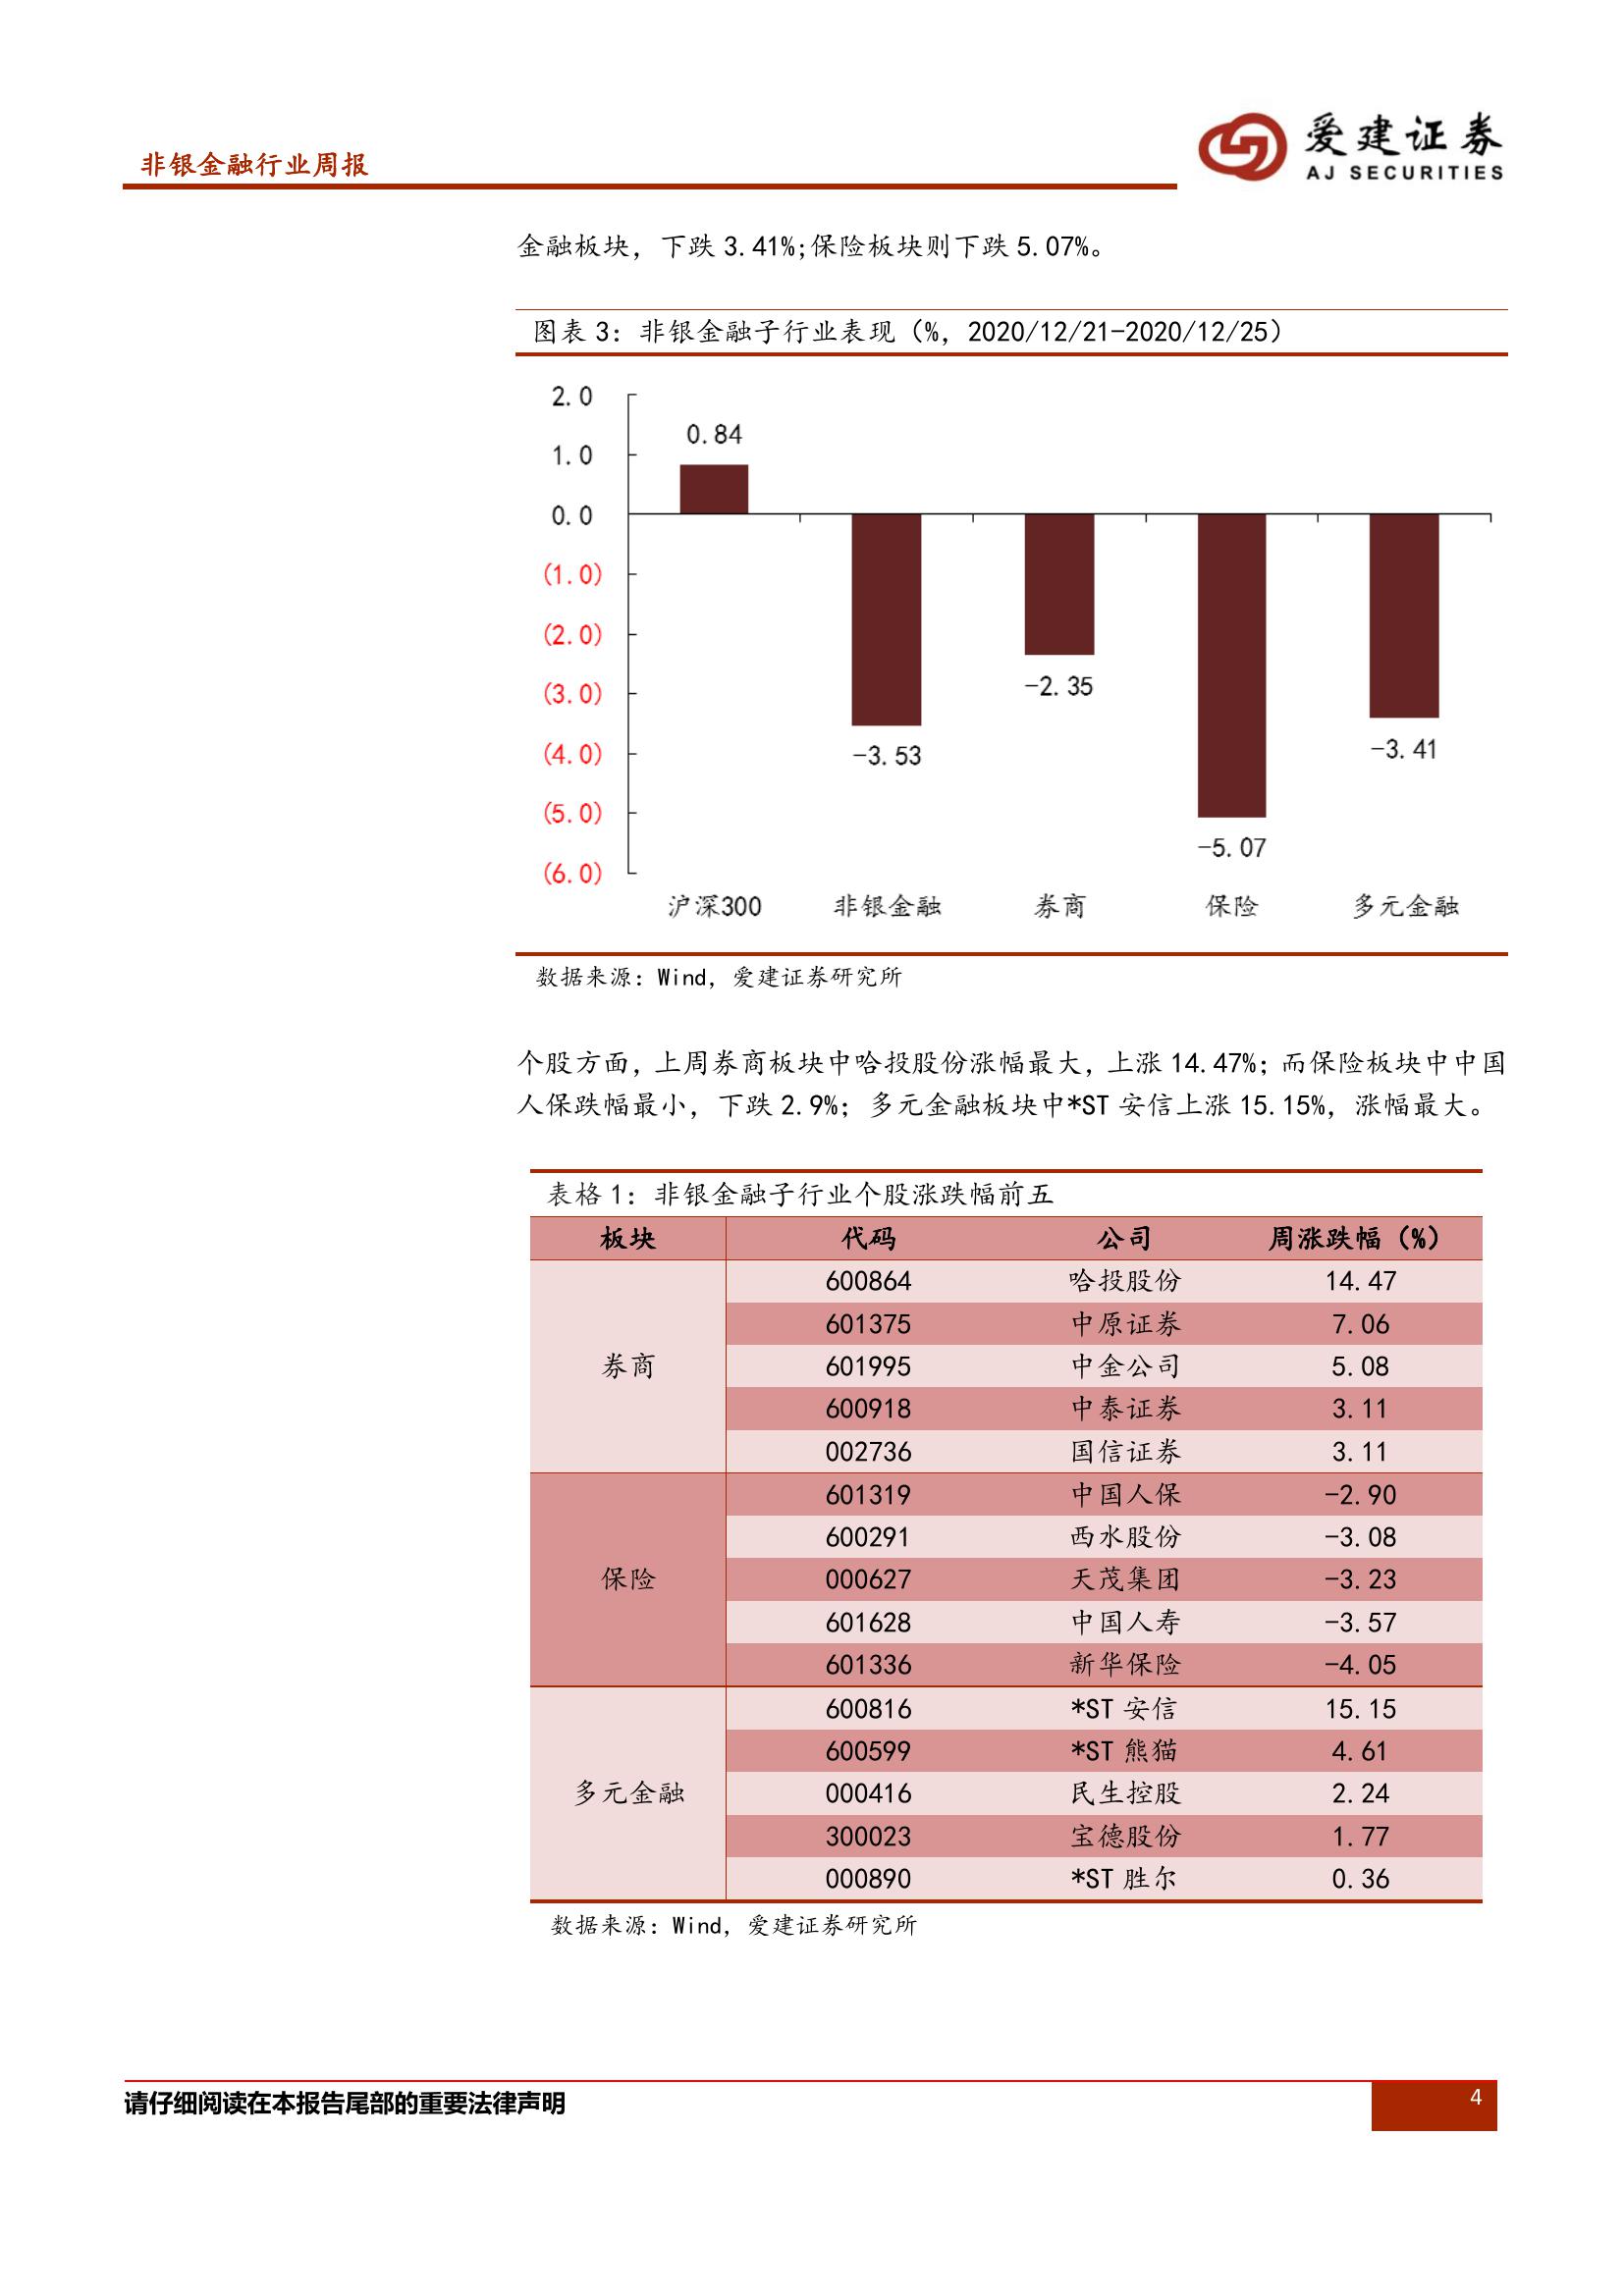 非银金融行业周报
爱建证券
AJ SECURITIES
金融板块，下跌 3.41%;保险板块则下跌 5.07%。
图表 3：非银金融子行业表现（%，2020/12/21-2020/12/25）
2.0
1.0
0.0
(1.0)
(2.0)
(3.0)
(4.0)
(5.0)
(6.0)
0.84
-3.53
-2.35
-5.07
-3.41
沪深300 非银金融 券商 保险 多元金融
数据来源：Wind，爱建证券研究所
个股方面，上周券商板块中哈投股份涨幅最大，上涨 14.47%；而保险板块中中国
人保跌幅最小，下跌 2.9%；多元金融板块中*ST 安信上涨 15.15%，涨幅最大。
表格 1：非银金融子行业个股涨跌幅前五
板块 代码 公司 周涨跌幅（%）
券商
600864 哈投股份 14.47
601375 中原证券 7.06
601995 中金公司 5.08
600918 中泰证券 3.11
002736 国信证券 3.11
保险
601319 中国人保 -2.90
600291 西水股份 -3.08
000627 天茂集团 -3.23
601628 中国人寿 -3.57
601336 新华保险 -4.05
多元金融
600816 *ST 安信 15.15
600599 *ST 熊猫 4.61
000416 民生控股 2.24
300023 宝德股份 1.77
000890 *ST 胜尔 0.36
数据来源：Wind，爱建证券研究所
请仔细阅读在本报告尾部的重要法律声明
4